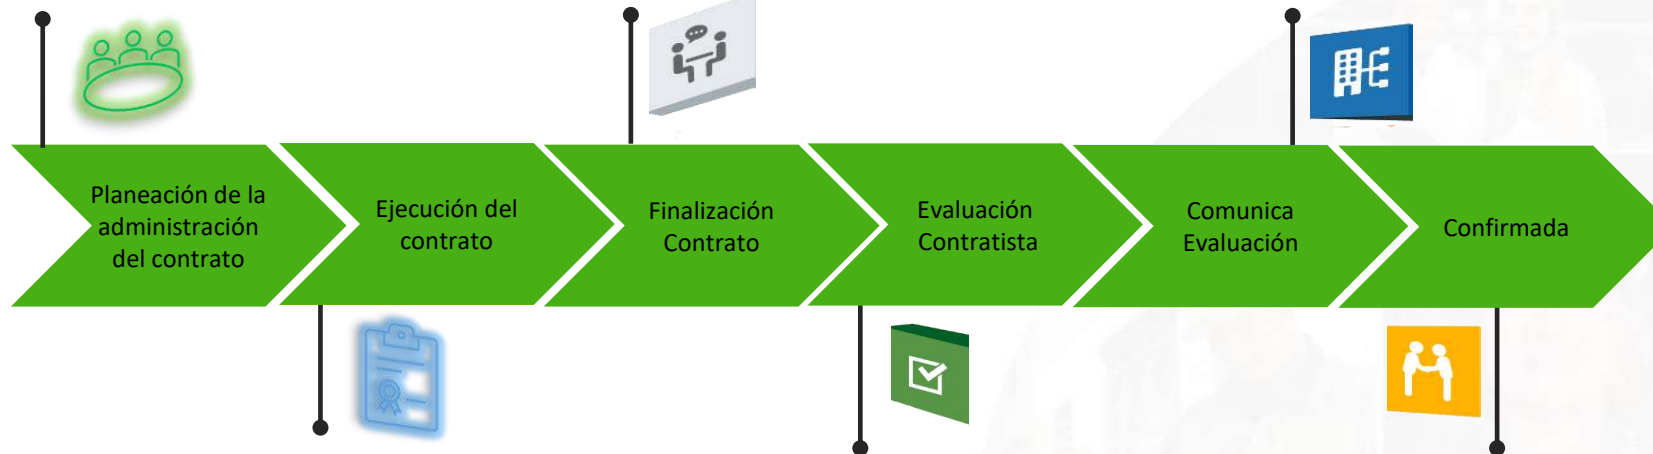 Planeación de la
administración
del contrato
Ejecución del
contrato
Finalización
Contrato
Evaluación
Contratista
Comunica
Evaluación
Confirmada